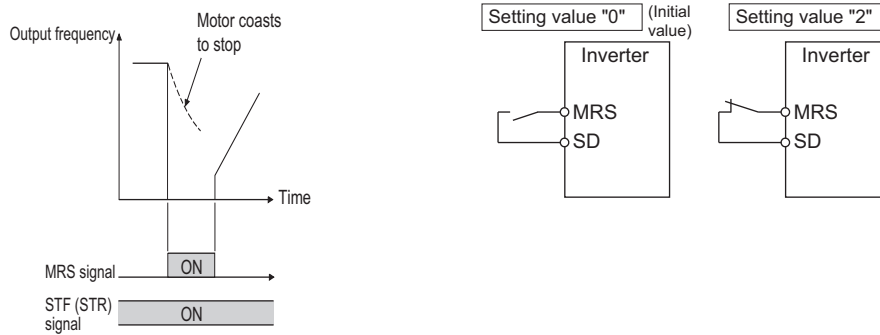 Output frequency
Motor coasts
to stop
Time
MRS signal
ON
STF (STR)
signal
ON
Setting value "0"
(Initial
value)
Inverter
MRS
SD
Setting value "2"
Inverter
MRS
SD